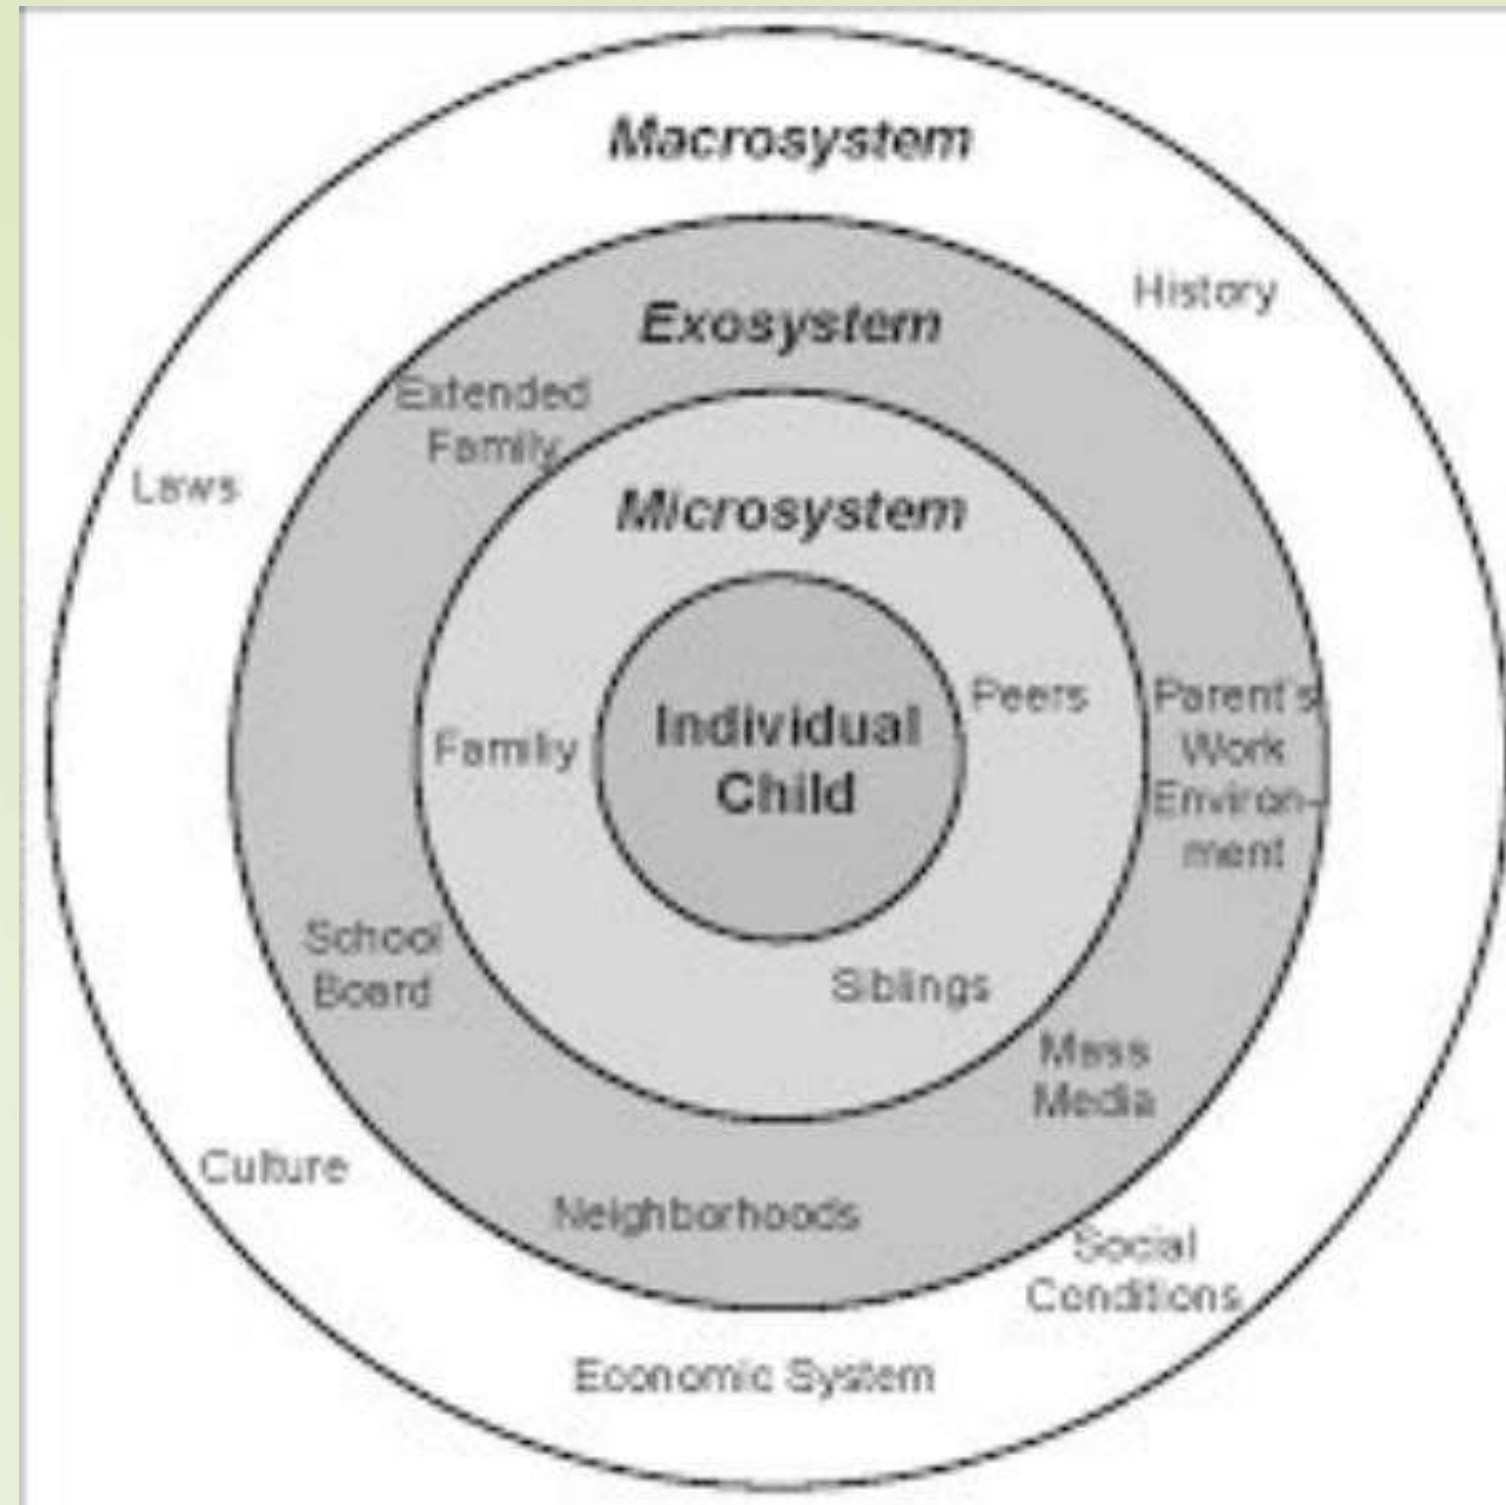 Macrosystem
History
Exosystem
Extended
Family
Laws
Microsystem
Peers
Family
Individual
Child
Parent's
Work
Environ-
ment
School
Board
Siblings
Mass
Media
Culture
Neighborhoods
Social
Conditions
Economic System